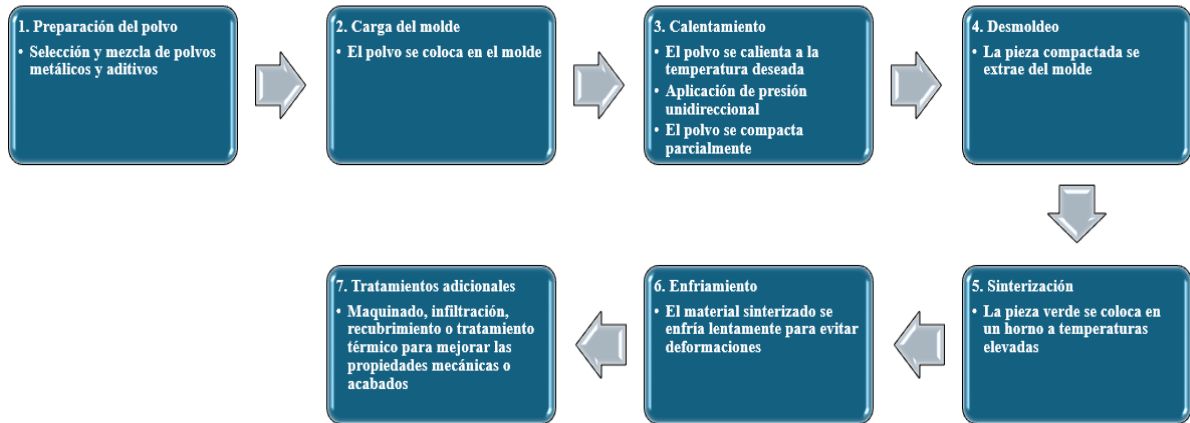 1. Preparación del polvo
• Selección y mezcla de polvos
metálicos y aditivos
2. Carga del molde
• El polvo se coloca en el molde
3. Calentamiento
• El polvo se calienta a la
temperatura deseada
• Aplicación de presión
unidireccional
• El polvo se compacta
parcialmente
4. Desmoldeo
• La pieza compactada se
extrae del molde
5. Sinterización
• La pieza verde se coloca en
un horno a temperaturas
elevadas
6. Enfriamiento
• El material sinterizado se
enfría lentamente para evitar
deformaciones
7. Tratamientos adicionales
• Maquinado, infiltración,
recubrimiento o tratamiento
térmico para mejorar las
propiedades mecánicas o
acabados